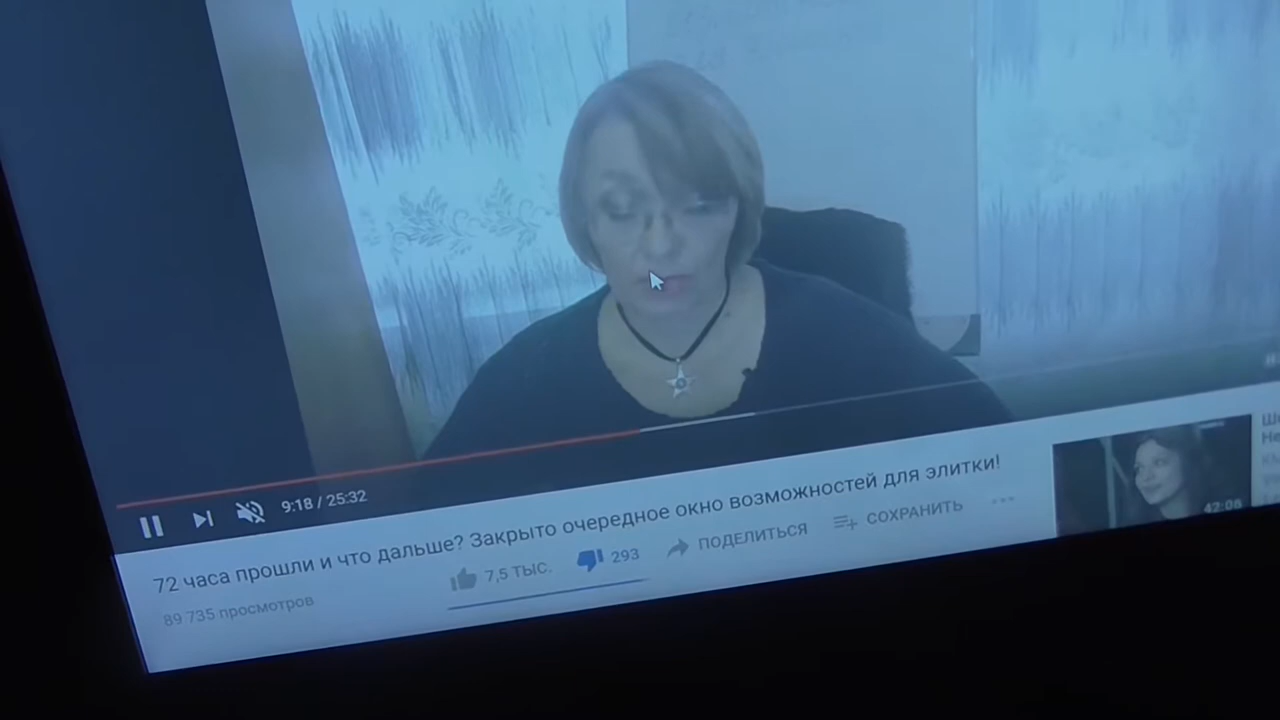 9:18 / 25:32
72 часа прошли и что дальше? Закрыто очередное окно возможностей для элитки!
89 735 просмотров
7,5 ТЫС.
293
ПОДЕЛИТЬСЯ
СОХРАНИТЬ
42:06